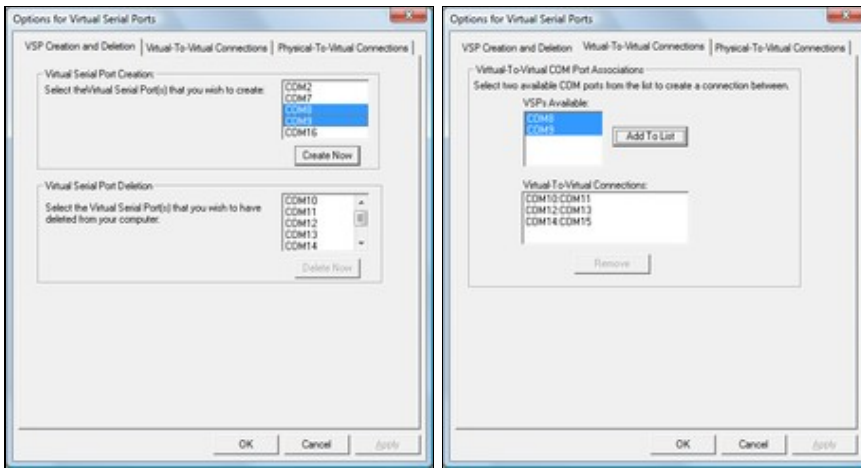 Options for Virtual Serial Ports
VSP Creation and Deletion
Virtual-To-Virtual Connections
Physical-To-Virtual Connections
Virtual Serial Port Creation:
Select theVirtual Serial Port(s) that you wish to create:
COM2
COM7
COM8
COM9
COM16
Create Now
Virtual Serial Port Deletion
Select the Virtual Serial Port(s) that you wish to have
deleted from your computer.
COM10
COM11
COM12
COM13
COM14
Delete Now
OK
Cancel
Apply
Options for Virtual Serial Ports
VSP Creation and Deletion
Virtual-To-Virtual Connections
Physical-To-Virtual Connections
Virtual-To-Virtual COM Port Associations
Select two available COM ports from the list to create a connection between.
VSPs Available:
COM8
COM9
Add To List
Virtual-To-Virtual Connections:
COM10:COM11
COM12:COM13
COM14:COM15
Remove
OK
Cancel
Apply